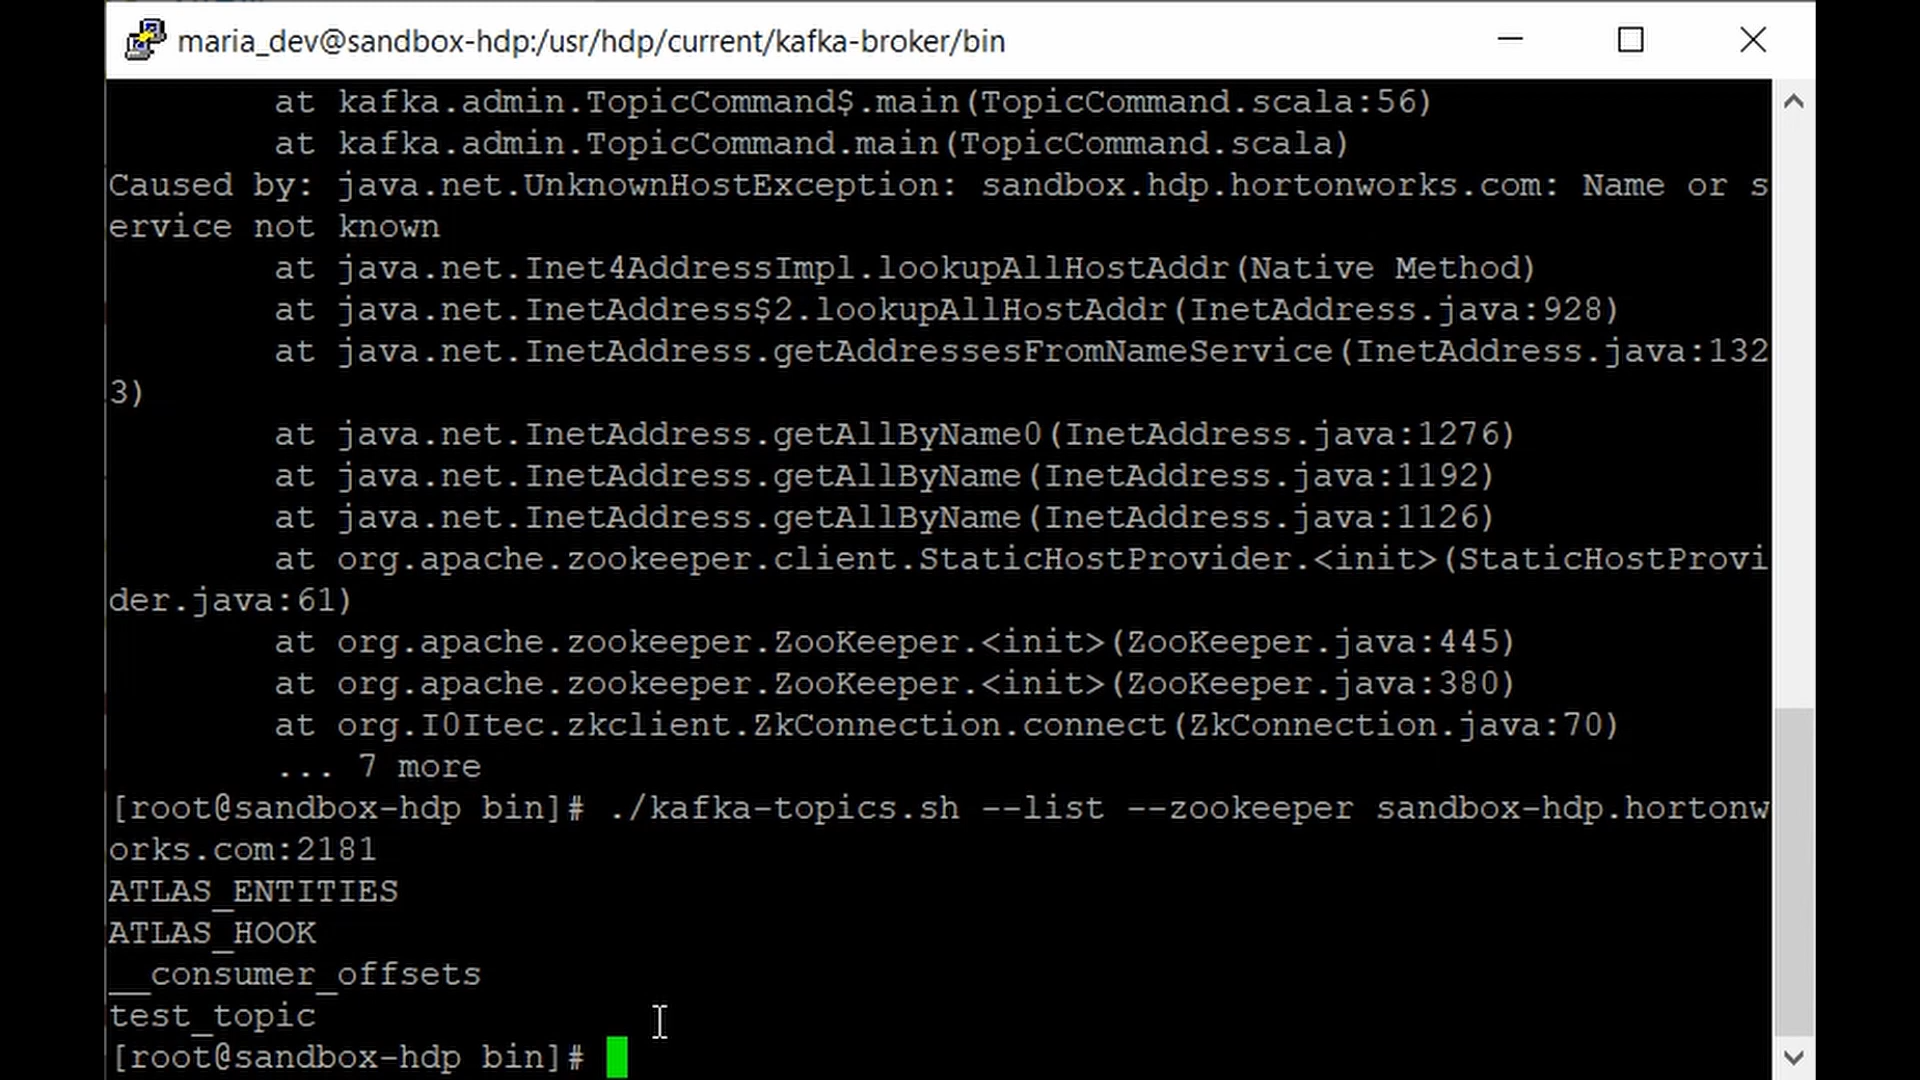 maria_dev@sandbox-hdp:/usr/hdp/current/kafka-broker/bin
at kafka.admin.TopicCommand$.main(TopicCommand.scala:56)
at kafka.admin.TopicCommand.main(TopicCommand.scala)
Caused by: java.net.UnknownHostException: sandbox.hdp.hortonworks.com: Name or s
ervice not known
at java.net.Inet4AddressImpl.lookupAllHostAddr(Native Method)
at java.net.InetAddress$2.lookupAllHostAddr(InetAddress.java:928)
at java.net.InetAddress.getAddressesFromNameService(InetAddress.java:132
3)
at java.net.InetAddress.getAllByName0(InetAddress.java:1276)
at java.net.InetAddress.getAllByName(InetAddress.java:1192)
at java.net.InetAddress.getAllByName(InetAddress.java:1126)
at org.apache.zookeeper.client.StaticHostProvider.<init>(StaticHostProvi
der.java:61)
at org.apache.zookeeper.ZooKeeper.<init>(ZooKeeper.java:445)
at org.apache.zookeeper.ZooKeeper.<init>(ZooKeeper.java:380)
at org.I0Itec.zkclient.ZkConnection.connect(ZkConnection.java:70)
... 7 more
[root@sandbox-hdp bin]# ./kafka-topics.sh --list --zookeeper sandbox-hdp.hortonw
orks.com:2181
ATLAS_ENTITIES
ATLAS_HOOK
__consumer_offsets
test_topic
[root@sandbox-hdp bin]#